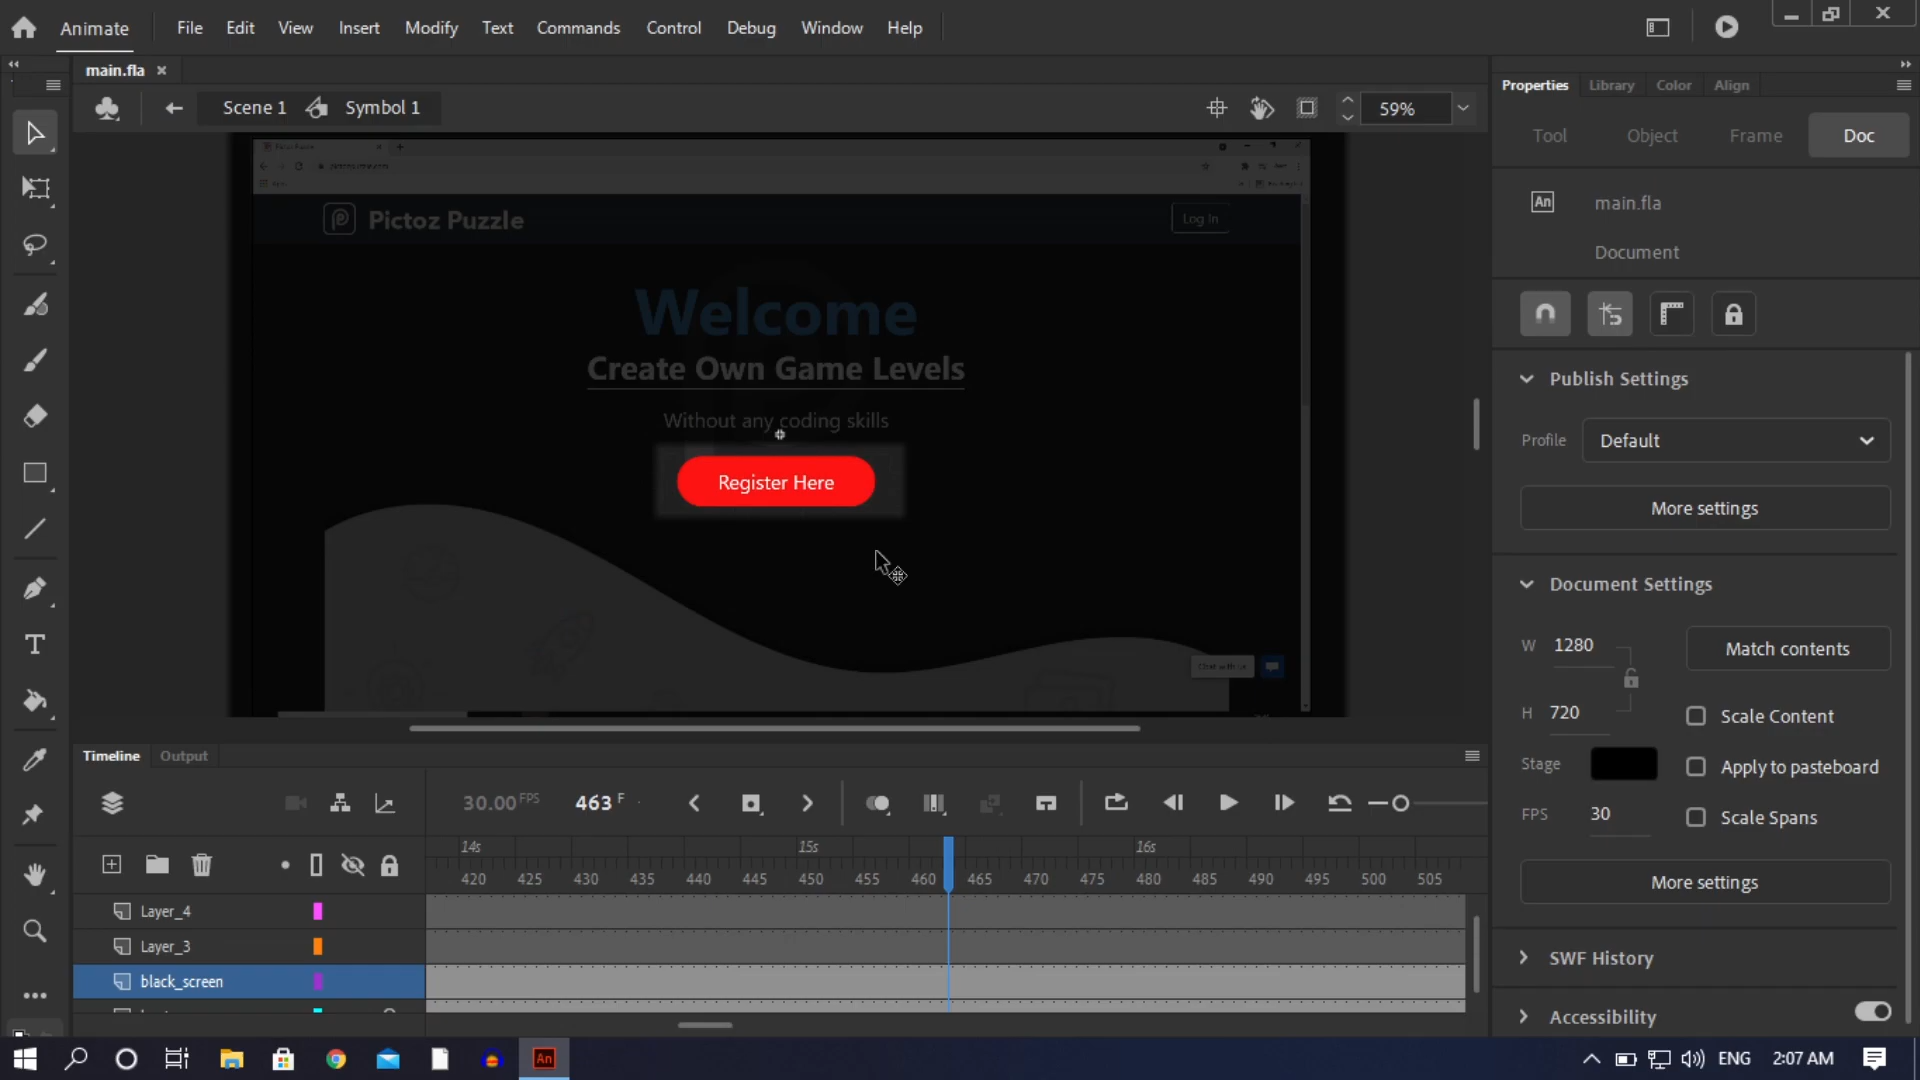 Animate File Edit View Insert Modify Text Commands Control Debug Window Help
main.fla
Scene 1 Symbol 1 59%
Properties Library Color Align
Tool Object Frame Doc
An main.fla
Document
Pictoz Puzzle Log In
Welcome
Create Own Game Levels
Without any coding skills
Register Here
Chat with us
Publish Settings
Profile Default
More settings
Document Settings
W 1280 Match contents
H 720 Scale Content
Stage Apply to pasteboard
FPS 30 Scale Spans
More settings
SWF History
Accessibility
Timeline Output
30.00 FPS 463 F
14s 15s 16s
420 425 430 435 440 445 450 455 460 465 470 475 480 485 490 495 500 505
Layer_4
Layer_3
black_screen
An ENG 2:07 AM